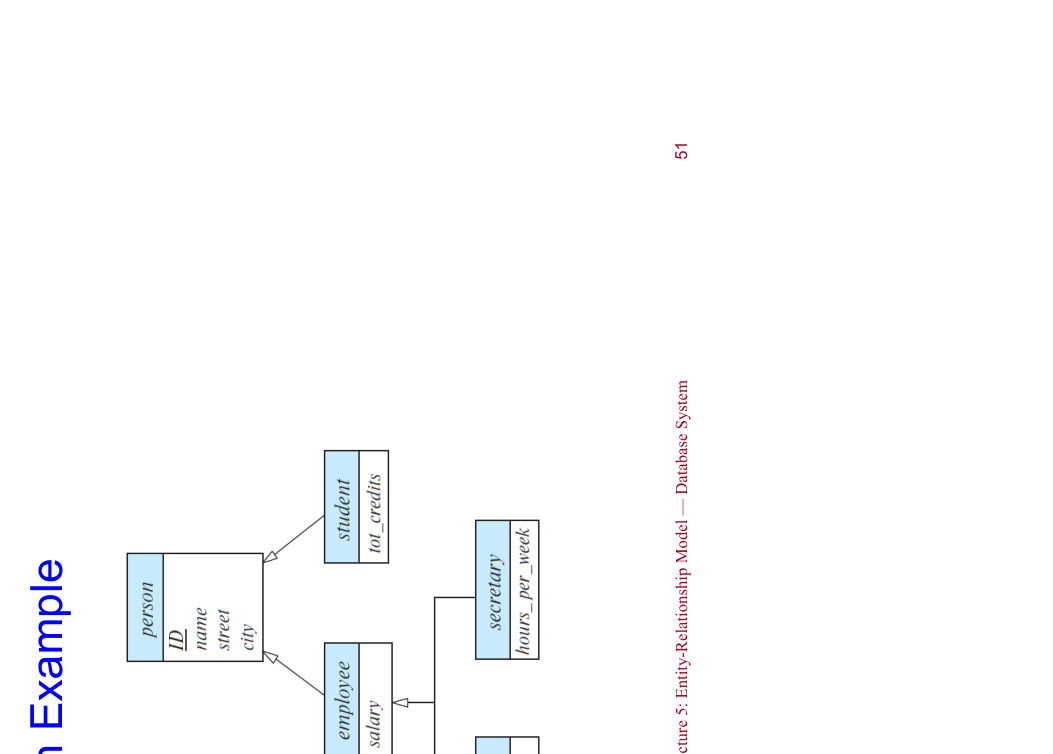 n Example
person
ID
name
street
city
employee
salary
student
tot_credits
secretary
hours_per_week
cture 5: Entity-Relationship Model — Database System
51